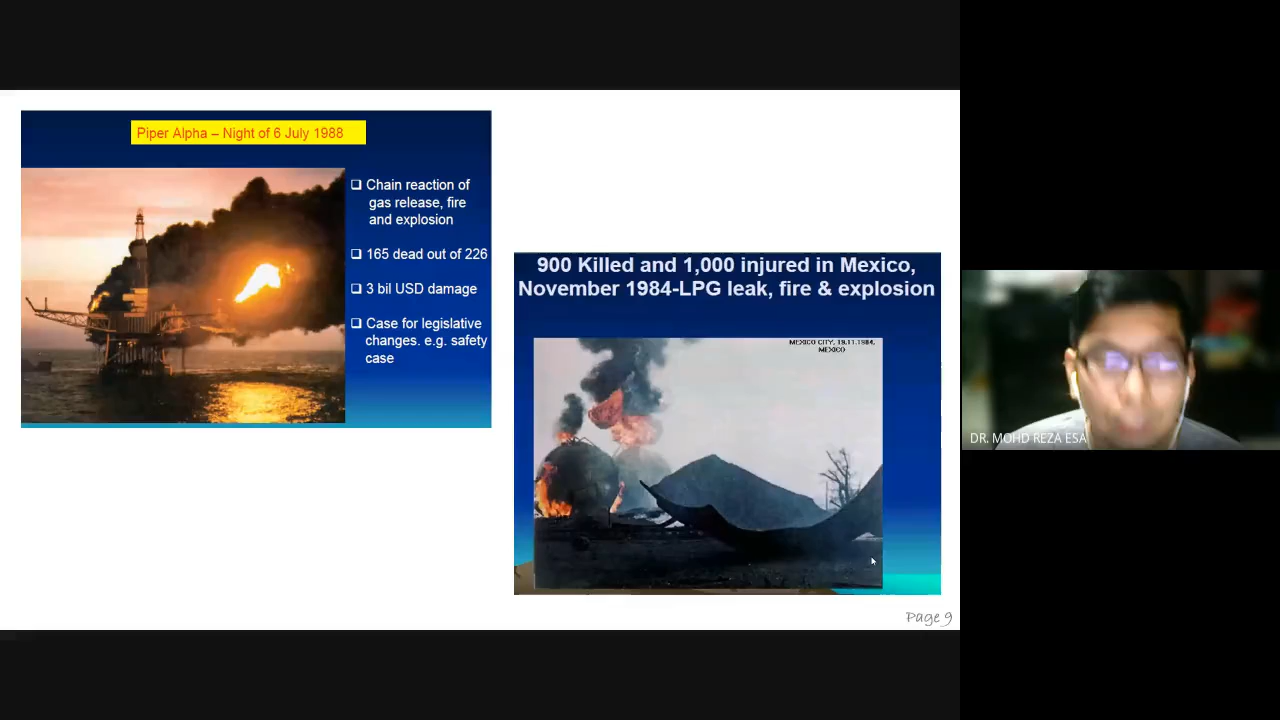 Piper Alpha – Night of 6 July 1988
Chain reaction of
gas release, fire
and explosion
165 dead out of 226
3 bil USD damage
Case for legislative
changes. e.g. safety
case
900 Killed and 1,000 injured in Mexico,
November 1984-LPG leak, fire & explosion
MEXICO CITY, 19.11.1984,
MEXICO
Page 9
DR. MOHD REZA ESA